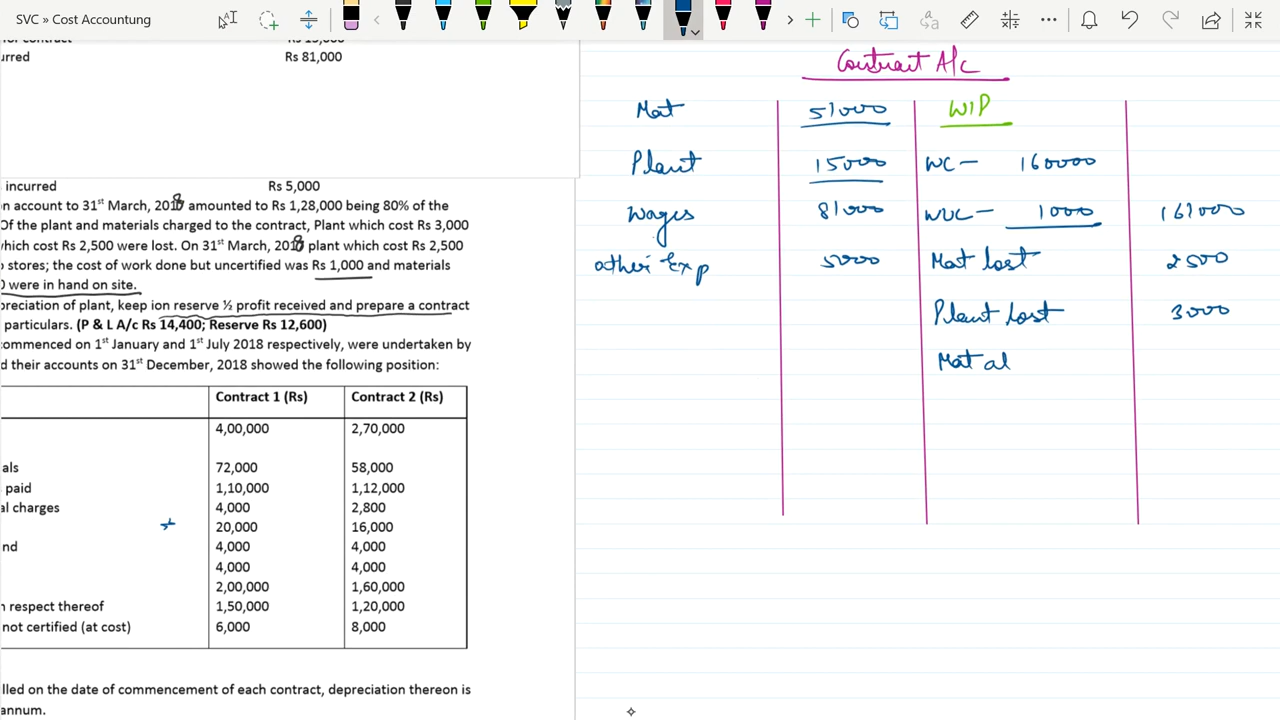 SVC » Cost Accountung
urred Rs 81,000
incurred Rs 5,000
n account to 31st March, 2018 amounted to Rs 1,28,000 being 80% of the
Of the plant and materials charged to the contract, Plant which cost Rs 3,000
which cost Rs 2,500 were lost. On 31st March, 2018 plant which cost Rs 2,500
stores; the cost of work done but uncertified was Rs 1,000 and materials
0 were in hand on site.
preciation of plant, keep ion reserve ½ profit received and prepare a contract
particulars. (P & L A/c Rs 14,400; Reserve Rs 12,600)
commenced on 1st January and 1st July 2018 respectively, were undertaken by
d their accounts on 31st December, 2018 showed the following position:
Contract 1 (Rs) Contract 2 (Rs)
4,00,000 2,70,000
als 72,000 58,000
paid 1,10,000 1,12,000
al charges 4,000 2,800
20,000 16,000
nd 4,000 4,000
4,000 4,000
2,00,000 1,60,000
n respect thereof 1,50,000 1,20,000
not certified (at cost) 6,000 8,000
lled on the date of commencement of each contract, depreciation thereon is
annum.
Contract A/c
Mat 51000 WIP
Plant 15000 WC- 160000
Wages 81000 WUC- 1000 161000
other Exp 5000 Mat lost 2500
Plant lost 3000
Mat al